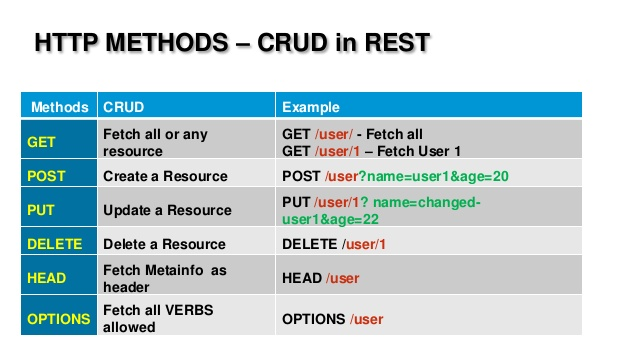 HTTP METHODS – CRUD in REST
Methods CRUD Example
GET
Fetch all or any
resource
GET /user/ - Fetch all
GET /user/1 – Fetch User 1
POST Create a Resource POST /user?name=user1&age=20
PUT Update a Resource
PUT /user/1? name=changed-
user1&age=22
DELETE Delete a Resource DELETE /user/1
HEAD
Fetch Metainfo as
header
HEAD /user
OPTIONS
Fetch all VERBS
allowed
OPTIONS /user